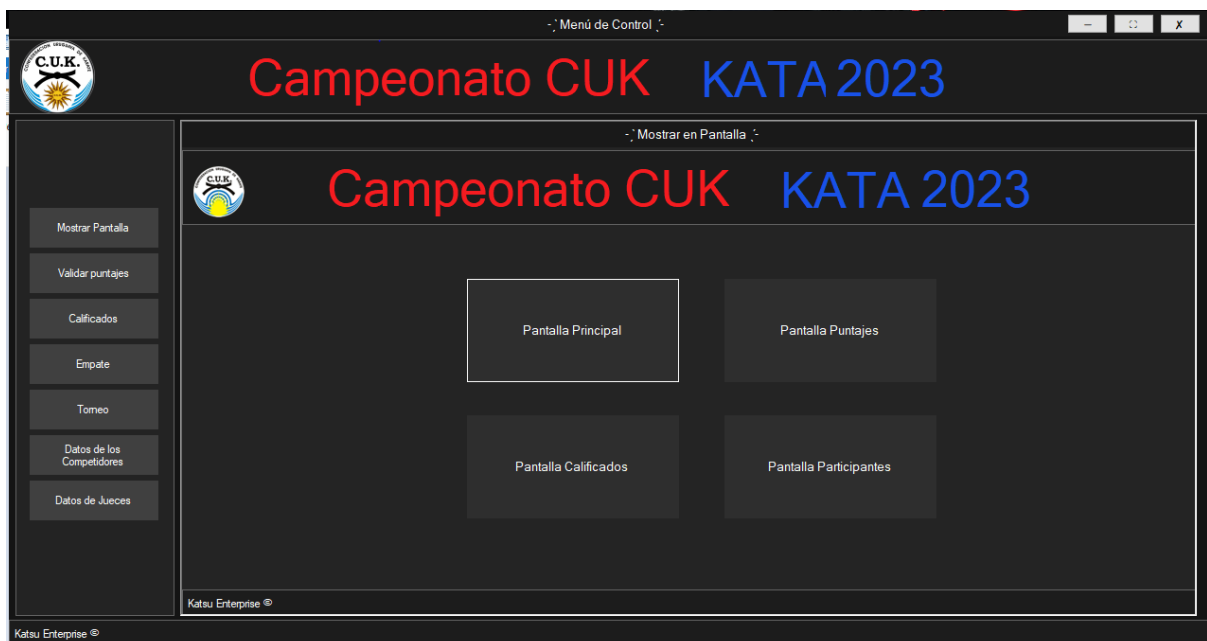 -¦ Menú de Control ¦-
C.U.K.
Campeonato CUK KATA 2023
-¦ Mostrar en Pantalla ¦-
C.U.K.
Campeonato CUK KATA 2023
Mostrar Pantalla
Validar puntajes
Calificados
Empate
Torneo
Datos de los
Competidores
Datos de Jueces
Pantalla Principal
Pantalla Puntajes
Pantalla Calificados
Pantalla Participantes
Katsu Enterprise ©
Katsu Enterprise ©